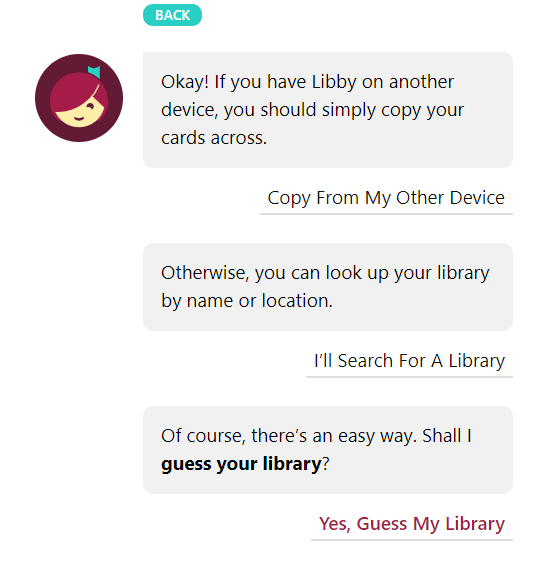 BACK
Okay! If you have Libby on another
device, you should simply copy your
cards across.
Copy From My Other Device
Otherwise, you can look up your library
by name or location.
I’ll Search For A Library
Of course, there’s an easy way. Shall I
guess your library?
Yes, Guess My Library